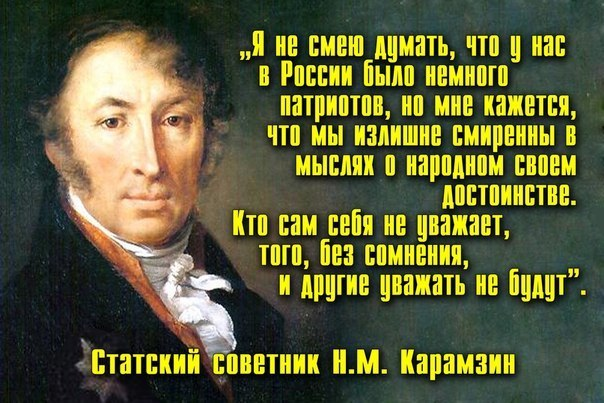 „Я не смею думать, что у нас
в России было немного
патриотов, но мне кажется,
что мы излишне смиренны в
мыслях о народном своем
достоинстве.
Кто сам себя не уважает,
того, без сомнения,
и другие уважать не будут”.
Статский советник Н.М. Карамзин